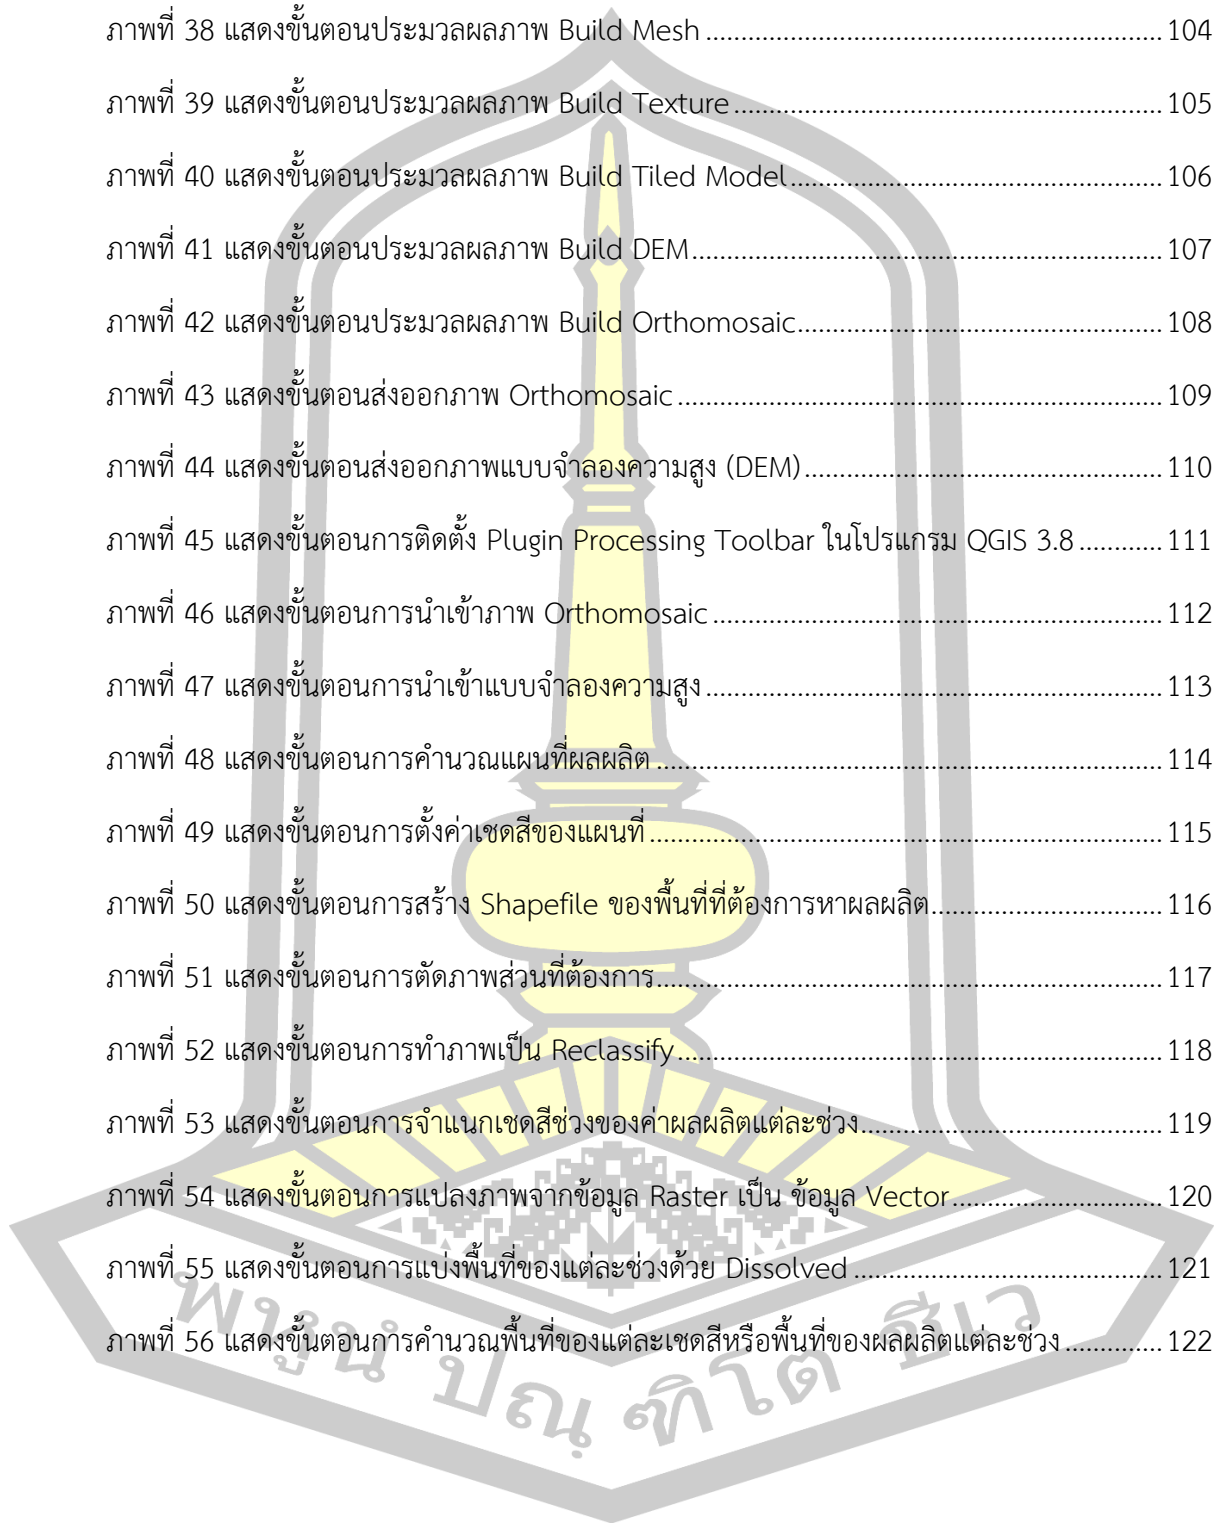 ภาพที่ 38 แสดงขั้นตอนประมวลผลภาพ Build Mesh ................................................................ 104
ภาพที่ 39 แสดงขั้นตอนประมวลผลภาพ Build Texture ............................................................ 105
ภาพที่ 40 แสดงขั้นตอนประมวลผลภาพ Build Tiled Model .................................................... 106
ภาพที่ 41 แสดงขั้นตอนประมวลผลภาพ Build DEM .................................................................. 107
ภาพที่ 42 แสดงขั้นตอนประมวลผลภาพ Build Orthomosaic ................................................... 108
ภาพที่ 43 แสดงขั้นตอนส่งออกภาพ Orthomosaic .................................................................... 109
ภาพที่ 44 แสดงขั้นตอนส่งออกภาพแบบจำลองความสูง (DEM) .................................................. 110
ภาพที่ 45 แสดงขั้นตอนการติดตั้ง Plugin Processing Toolbar ในโปรแกรม QGIS 3.8 ............ 111
ภาพที่ 46 แสดงขั้นตอนการนำเข้าภาพ Orthomosaic ............................................................... 112
ภาพที่ 47 แสดงขั้นตอนการนำเข้าแบบจำลองความสูง ................................................................ 113
ภาพที่ 48 แสดงขั้นตอนการคำนวณแผนที่ผลผลิต ....................................................................... 114
ภาพที่ 49 แสดงขั้นตอนการตั้งค่าเชดสีของแผนที่ ........................................................................ 115
ภาพที่ 50 แสดงขั้นตอนการสร้าง Shapefile ของพื้นที่ที่ต้องการหาผลผลิต ................................ 116
ภาพที่ 51 แสดงขั้นตอนการตัดภาพส่วนที่ต้องการ ....................................................................... 117
ภาพที่ 52 แสดงขั้นตอนการทำภาพเป็น Reclassify .................................................................... 118
ภาพที่ 53 แสดงขั้นตอนการจำแนกเชดสีช่วงของค่าผลผลิตแต่ละช่วง .......................................... 119
ภาพที่ 54 แสดงขั้นตอนการแปลงภาพจากข้อมูล Raster เป็น ข้อมูล Vector .............................. 120
ภาพที่ 55 แสดงขั้นตอนการแบ่งพื้นที่ของแต่ละช่วงด้วย Dissolved ........................................... 121
ภาพที่ 56 แสดงขั้นตอนการคำนวณพื้นที่ของแต่ละเชดสีหรือพื้นที่ของผลผลิตแต่ละช่วง .............. 122
พหูนํ ปณฺฑิโต ชีเว